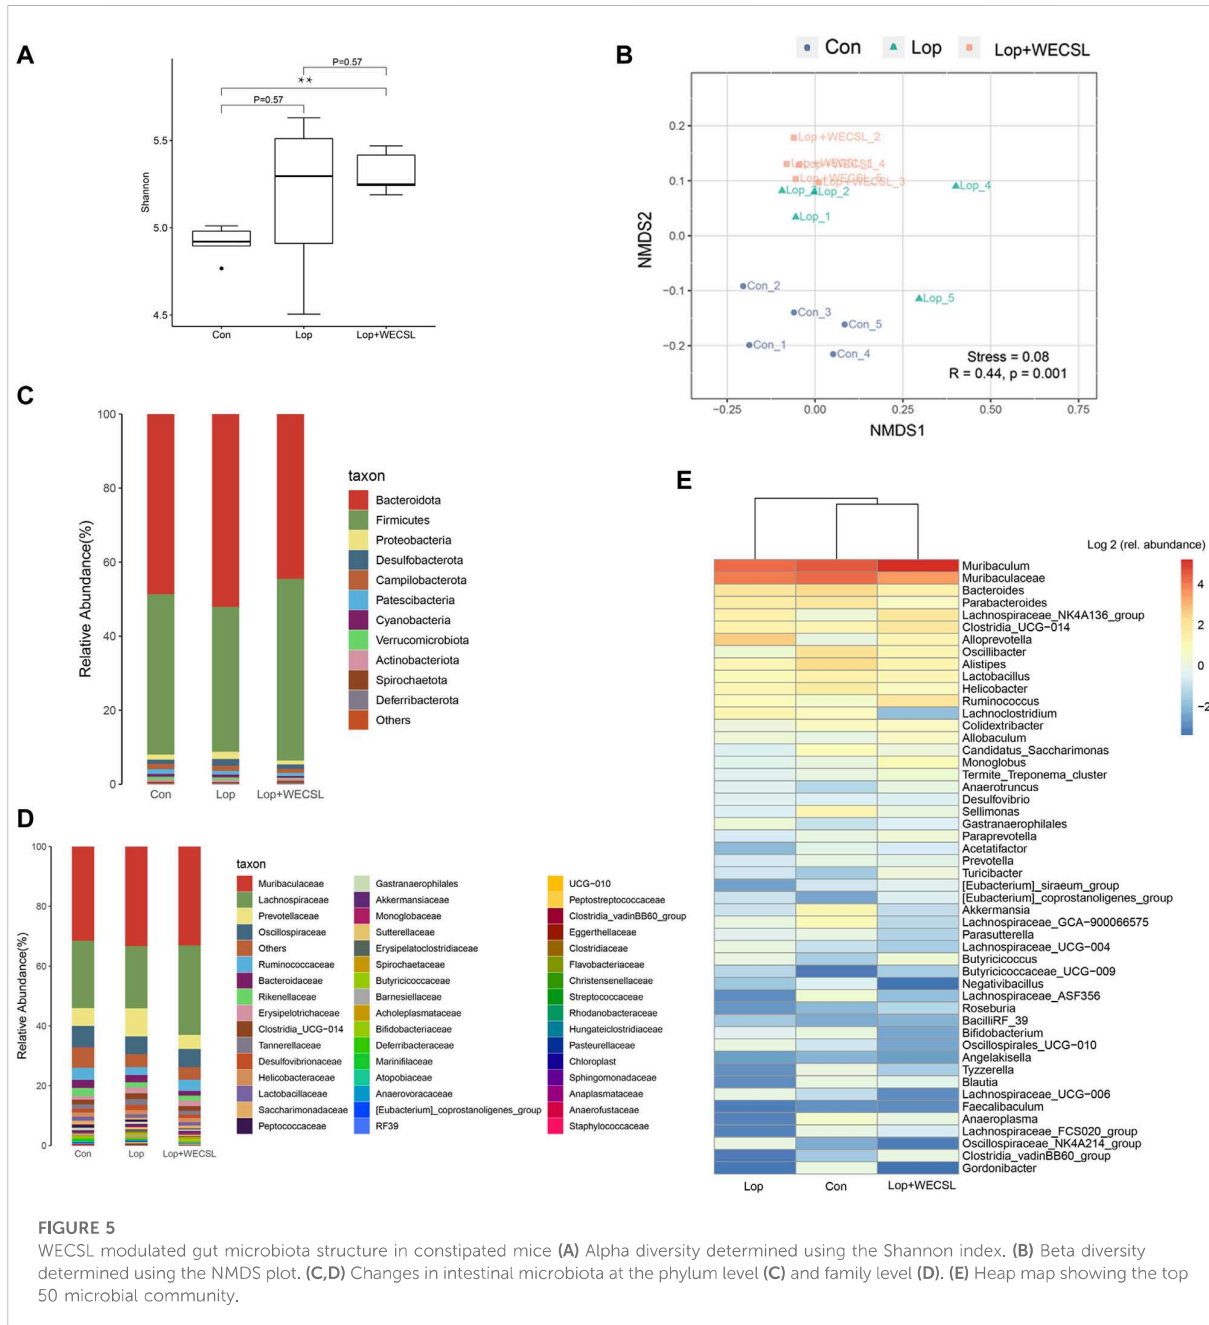 A
P=0.57
**
P=0.57
5.5
5.0
4.5
Shannon
Con
Lop
Lop+WECSL
B
Con
Lop
Lop+WECSL
0.2
0.1
0.0
−0.1
−0.2
NMDS2
Lop+WECSL_2
Lop+WECSL_4
Lop+WECSL_3
Lop_2
Lop_4
Lop_1
Lop_5
Con_2
Con_3
Con_5
Con_1
Con_4
Stress = 0.08
R = 0.44, p = 0.001
−0.25
0.00
0.25
0.50
0.75
NMDS1
C
100
80
60
40
20
0
Relative Abundance(%)
Con
Lop
Lop+WECSL
taxon
Bacteroidota
Firmicutes
Proteobacteria
Desulfobacterota
Campilobacterota
Patescibacteria
Cyanobacteria
Verrucomicrobiota
Actinobacteriota
Spirochaetota
Deferribacterota
Others
D
100
80
60
40
20
0
Relative Abundance(%)
Con
Lop
Lop+WECSL
taxon
Muribaculaceae
Lachnospiraceae
Prevotellaceae
Oscillospiraceae
Others
Ruminococcaceae
Bacteroidaceae
Rikenellaceae
Erysipelotrichaceae
Clostridia_UCG−014
Tannerellaceae
Desulfovibrionaceae
Helicobacteraceae
Lactobacillaceae
Saccharimonadaceae
Peptococcaceae
Gastranaerophilales
Akkermansiaceae
Monoglobaceae
Sutterellaceae
Erysipelatoclostridiaceae
Spirochaetaceae
Butyricicoccaceae
Barnesiellaceae
Acholeplasmataceae
Bifidobacteriaceae
Deferribacteraceae
Marinifilaceae
Atopobiaceae
Anaerovoracaceae
[Eubacterium]_coprostanoligenes_group
RF39
UCG−010
Peptostreptococcaceae
Clostridia_vadinBB60_group
Eggerthellaceae
Clostridiaceae
Flavobacteriaceae
Christensenellaceae
Streptococcaceae
Rhodanobacteraceae
Hungateiclostridiaceae
Pasteurellaceae
Chloroplast
Sphingomonadaceae
Anaplasmataceae
Anaerofustaceae
Staphylococcaceae
E
Log 2 (rel. abundance)
4
2
0
−2
Muribaculum
Muribaculaceae
Bacteroides
Parabacteroides
Lachnospiraceae_NK4A136_group
Clostridia_UCG−014
Alloprevotella
Oscillibacter
Alistipes
Lactobacillus
Helicobacter
Ruminococcus
Lachnoclostridium
Colidextribacter
Allobaculum
Candidatus_Saccharimonas
Monoglobus
Termite_Treponema_cluster
Anaerotruncus
Desulfovibrio
Sellimonas
Gastranaerophilales
Paraprevotella
Acetatifactor
Prevotella
Turicibacter
[Eubacterium]_siraeum_group
[Eubacterium]_coprostanoligenes_group
Akkermansia
Lachnospiraceae_GCA-900066575
Parasutterella
Lachnospiraceae_UCG−004
Butyricicoccus
Butyricicoccaceae_UCG−009
Negativibacillus
Lachnospiraceae_ASF356
Roseburia
BacilliRF_39
Bifidobacterium
Oscillospirales_UCG−010
Angelakisella
Tyzzerella
Blautia
Lachnospiraceae_UCG−006
Faecalibaculum
Anaeroplasma
Lachnospiraceae_FCS020_group
Oscillospiraceae_NK4A214_group
Clostridia_vadinBB60_group
Gordonibacter
Lop
Con
Lop+WECSL
FIGURE 5
WECSL modulated gut microbiota structure in constipated mice (A) Alpha diversity determined using the Shannon index. (B) Beta diversity
determined using the NMDS plot. (C,D) Changes in intestinal microbiota at the phylum level (C) and family level (D). (E) Heap map showing the top
50 microbial community.